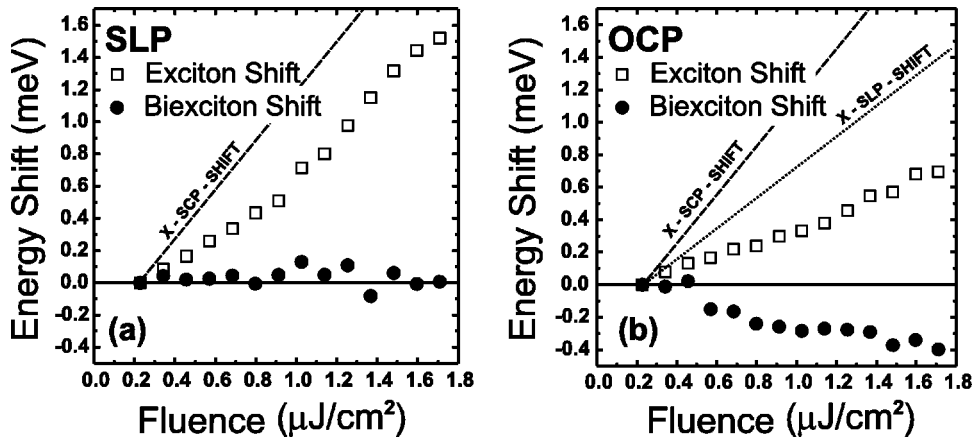 SLP
Exciton Shift
Biexciton Shift
X - SCP - SHIFT
(a)
Energy Shift (meV)
1.6
1.4
1.2
1.0
0.8
0.6
0.4
0.2
0.0
-0.2
-0.4
0.0 0.2 0.4 0.6 0.8 1.0 1.2 1.4 1.6 1.8
Fluence (μJ/cm²)
OCP
Exciton Shift
Biexciton Shift
X - SCP - SHIFT
X - SLP - SHIFT
(b)
Energy Shift (meV)
1.6
1.4
1.2
1.0
0.8
0.6
0.4
0.2
0.0
-0.2
-0.4
0.0 0.2 0.4 0.6 0.8 1.0 1.2 1.4 1.6 1.8
Fluence (μJ/cm²)